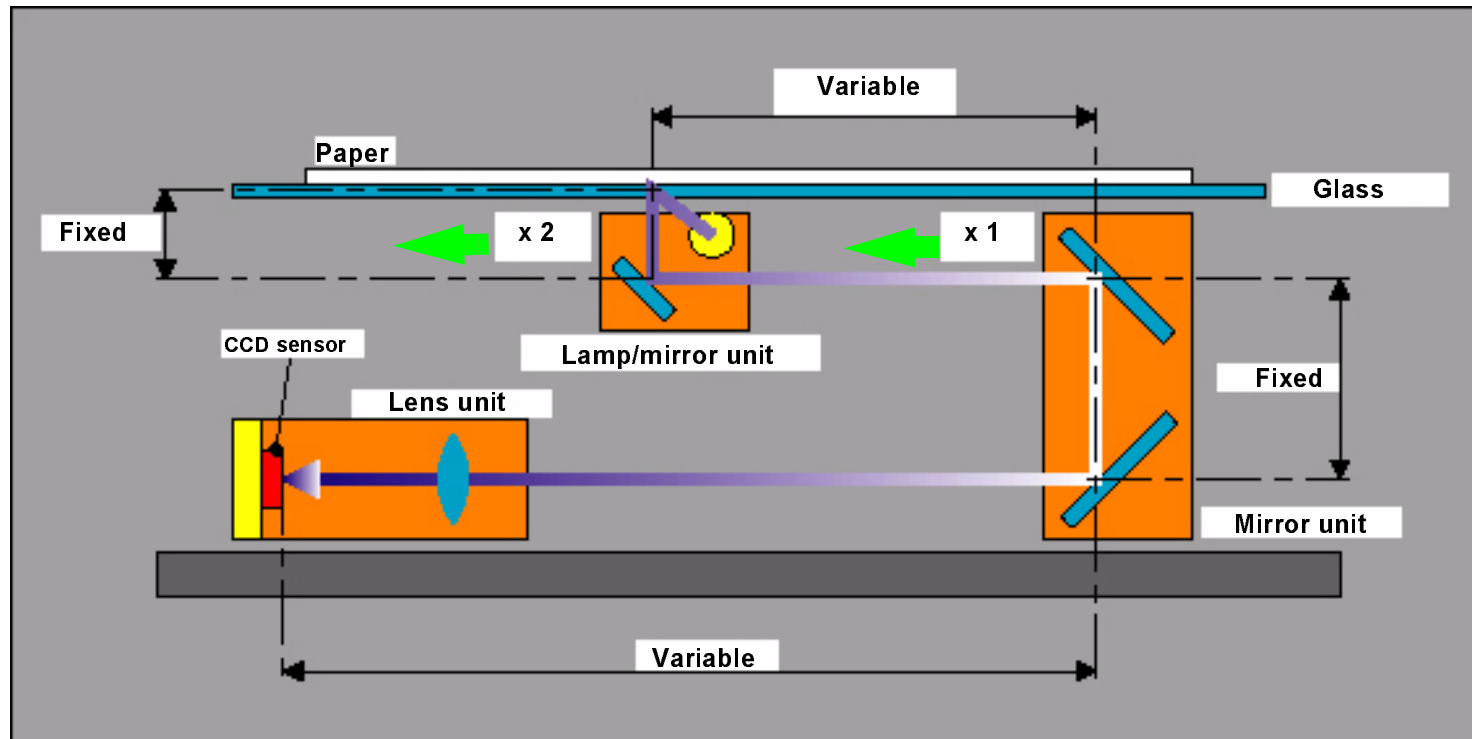 Variable
Paper
Glass
Fixed
x 2
x 1
CCD sensor
Lamp/mirror unit
Fixed
Lens unit
Mirror unit
Variable